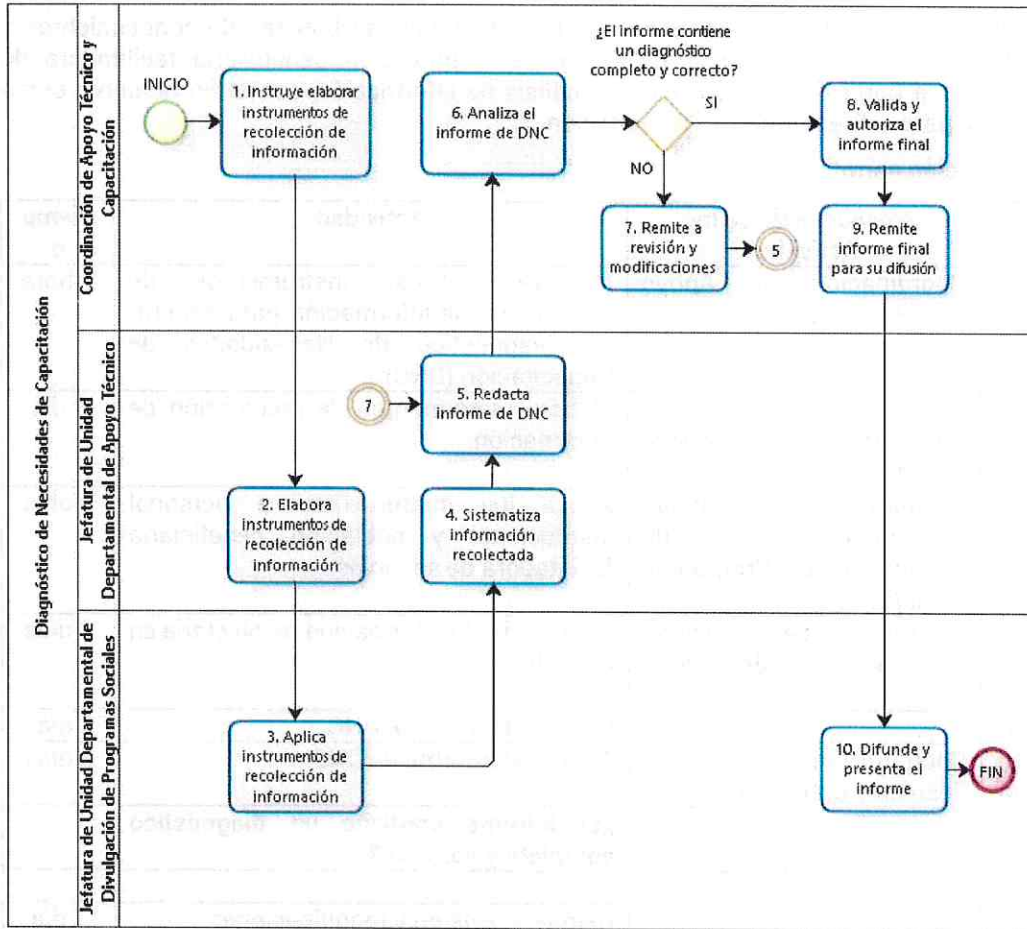 Diagnóstico de Necesidades de Capacitación
Coordinación de Apoyo Técnico y
Capacitación
INICIO
1. Instruye elaborar
instrumentos de
recolección de
información
6. Analiza el
informe de DNC
¿El informe contiene
un diagnóstico
completo y correcto?
SI
NO
8. Valida y
autoriza el
informe final
7. Remite a
revisión y
modificaciones
5
9. Remite
informe final
para su difusión
Jefatura de Unidad
Departamental de Apoyo Técnico
7
5. Redacta
informe de DNC
2. Elabora
instrumentos de
recolección de
información
4. Sistematiza
información
recolectada
Jefatura de Unidad Departamental de
Divulgación de Programas Sociales
3. Aplica
instrumentos de
recolección de
información
10. Difunde y
presenta el
informe
FIN